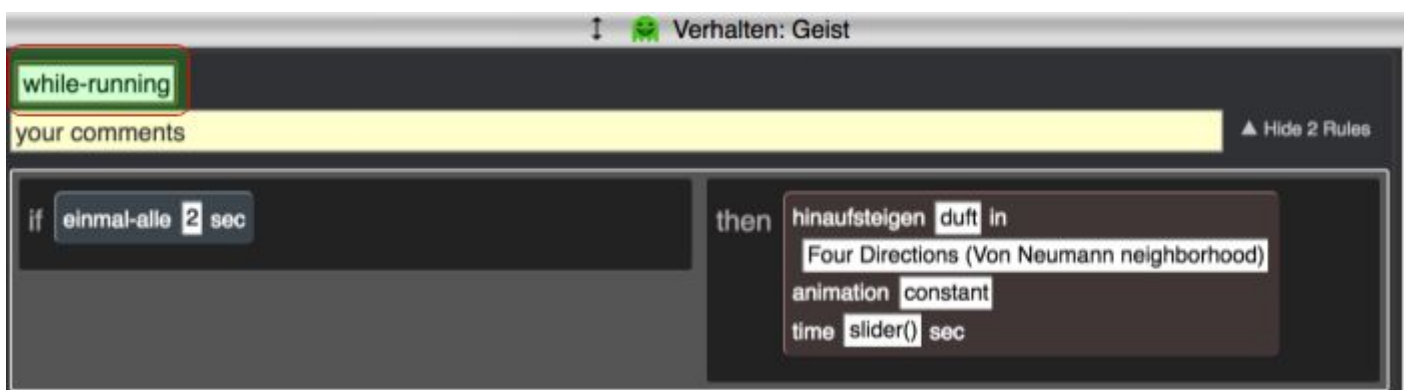 Verhalten: Geist
while-running
your comments
▲ Hide 2 Rules
if einmal-alle 2 sec
then hinaufsteigen duft in
Four Directions (Von Neumann neighborhood)
animation constant
time slider() sec